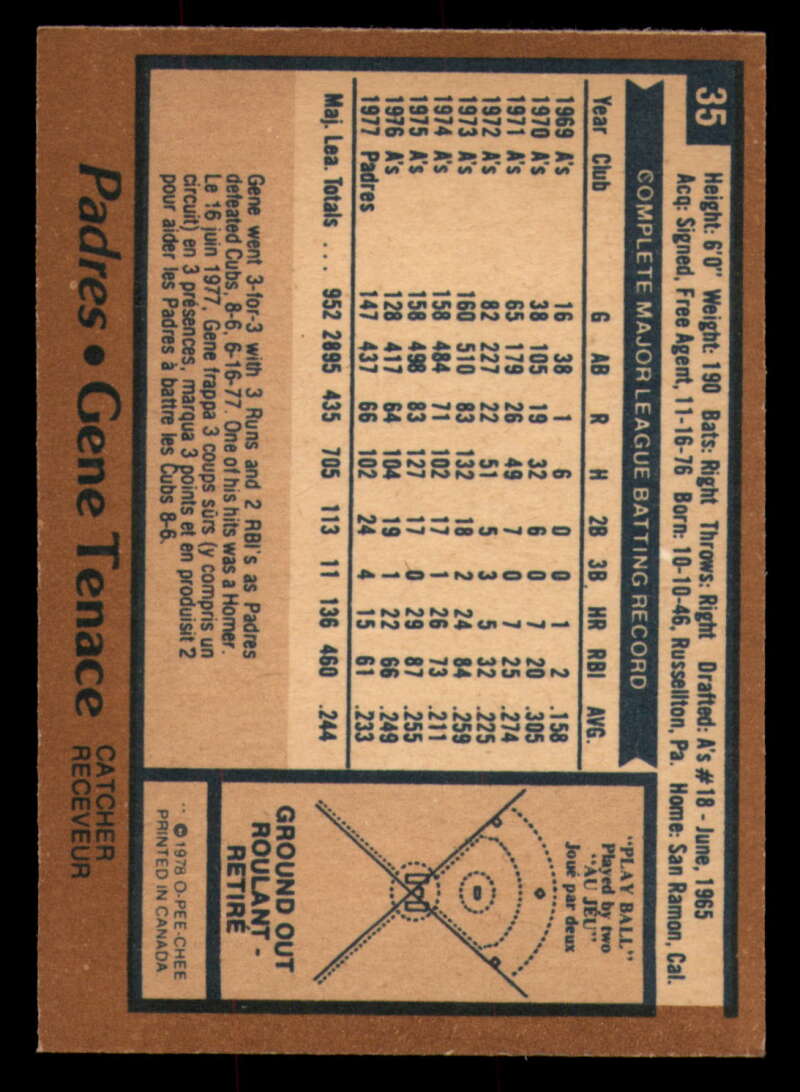 35
Height: 6'0" Weight: 190 Bats: Right Throws: Right Drafted: A's #18 - June, 1965
Acq: Signed, Free Agent, 11-16-76 Born: 10-10-46, Russellton, Pa. Home: San Ramon, Cal.
COMPLETE MAJOR LEAGUE BATTING RECORD
Year Club G AB R H 2B 3B HR RBI AVG.
1969 A's 16 38 1 6 0 0 1 2 .158
1970 A's 38 105 19 32 6 0 7 20 .305
1971 A's 65 179 26 49 7 0 7 25 .274
1972 A's 82 227 22 51 5 3 5 32 .225
1973 A's 160 510 83 132 18 2 24 84 .259
1974 A's 158 484 71 102 17 1 26 73 .211
1975 A's 158 498 83 127 17 0 29 87 .255
1976 A's 128 417 64 104 19 1 22 66 .249
1977 Padres 147 437 66 102 24 4 15 61 .233
Maj. Lea. Totals ... 952 2895 435 705 113 11 136 460 .244
Gene went 3-for-3 with 3 Runs and 2 RBI's as Padres
defeated Cubs, 8-6, 6-16-77. One of his hits was a Homer.
Le 16 juin 1977, Gene frappa 3 coups sûrs (y compris un
circuit) en 3 présences, marqua 3 points et en produisit 2
pour aider les Padres à battre les Cubs 8-6.
"PLAY BALL"
Played by two
"AU JEU"
Joué par deux
GROUND OUT
ROULANT -
RETIRÉ
© 1978 O-PEE-CHEE
PRINTED IN CANADA
Padres • Gene Tenace CATCHER
RECEVEUR